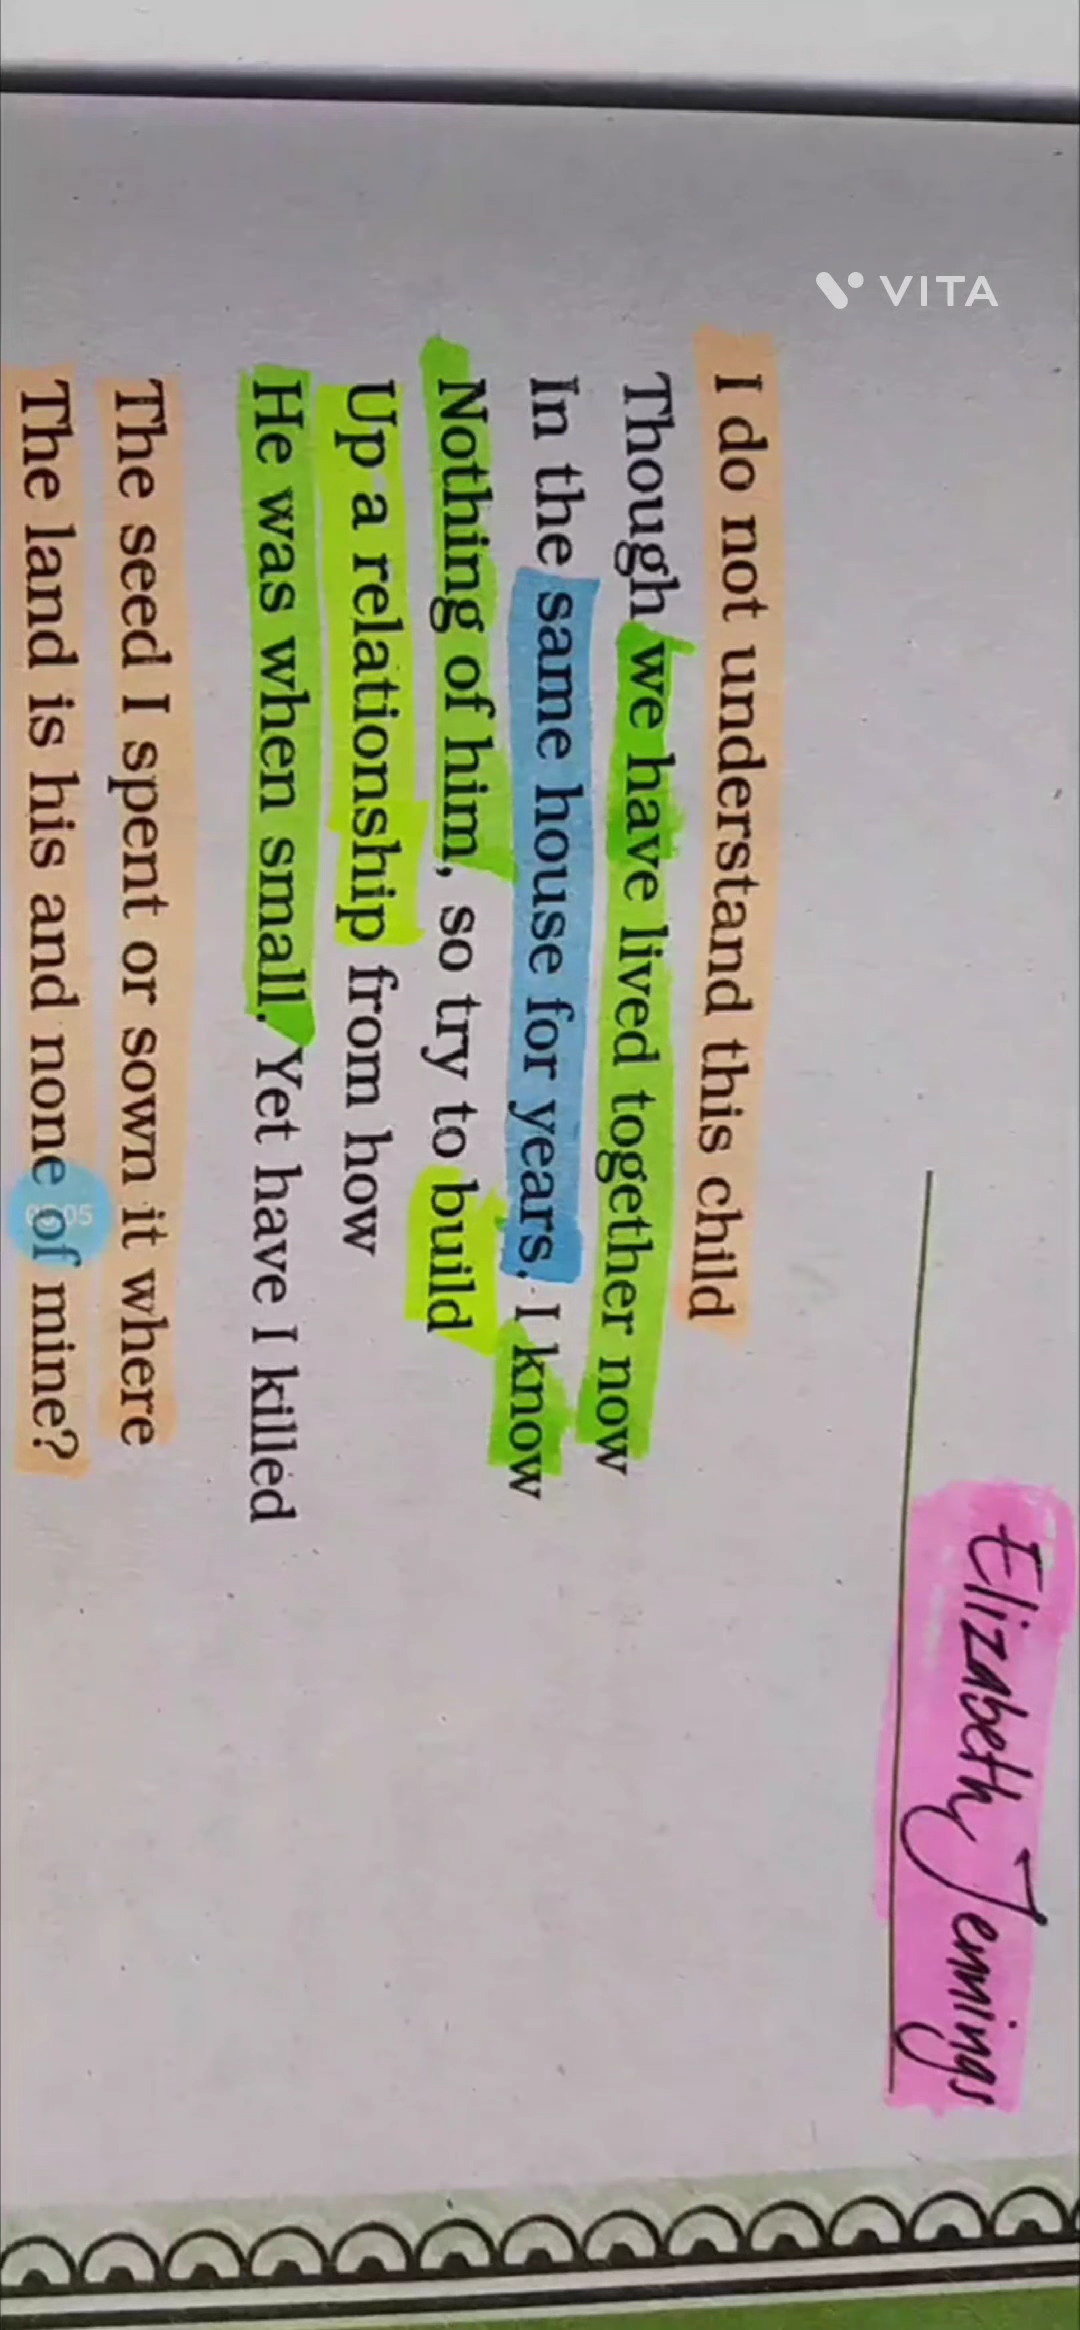 VITA
Elizabeth Jennings
I do not understand this child
Though we have lived together now
In the same house for years. I know
Nothing of him, so try to build
Up a relationship from how
He was when small. Yet have I killed
The seed I spent or sown it where
The land is his and none of mine?